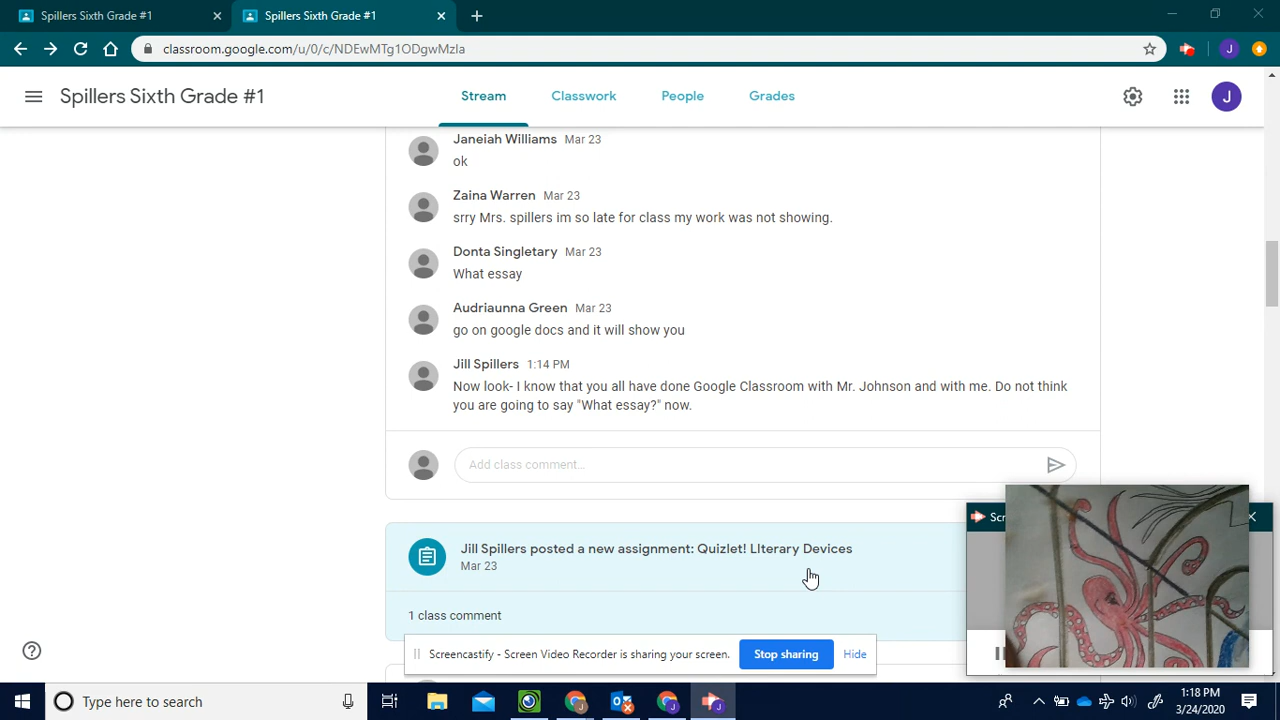 Spillers Sixth Grade #1
Spillers Sixth Grade #1
classroom.google.com/u/0/c/NDEwMTg1ODgwMzla
J
Spillers Sixth Grade #1
Stream
Classwork
People
Grades
J
Janeiah Williams Mar 23
ok
Zaina Warren Mar 23
srry Mrs. spillers im so late for class my work was not showing.
Donta Singletary Mar 23
What essay
Audriaunna Green Mar 23
go on google docs and it will show you
Jill Spillers 1:14 PM
Now look- I know that you all have done Google Classroom with Mr. Johnson and with me. Do not think
you are going to say "What essay?" now.
Add class comment...
Scr
Jill Spillers posted a new assignment: Quizlet! LIterary Devices
Mar 23
1 class comment
Screencastify - Screen Video Recorder is sharing your screen.
Stop sharing
Hide
Type here to search
1:18 PM
3/24/2020